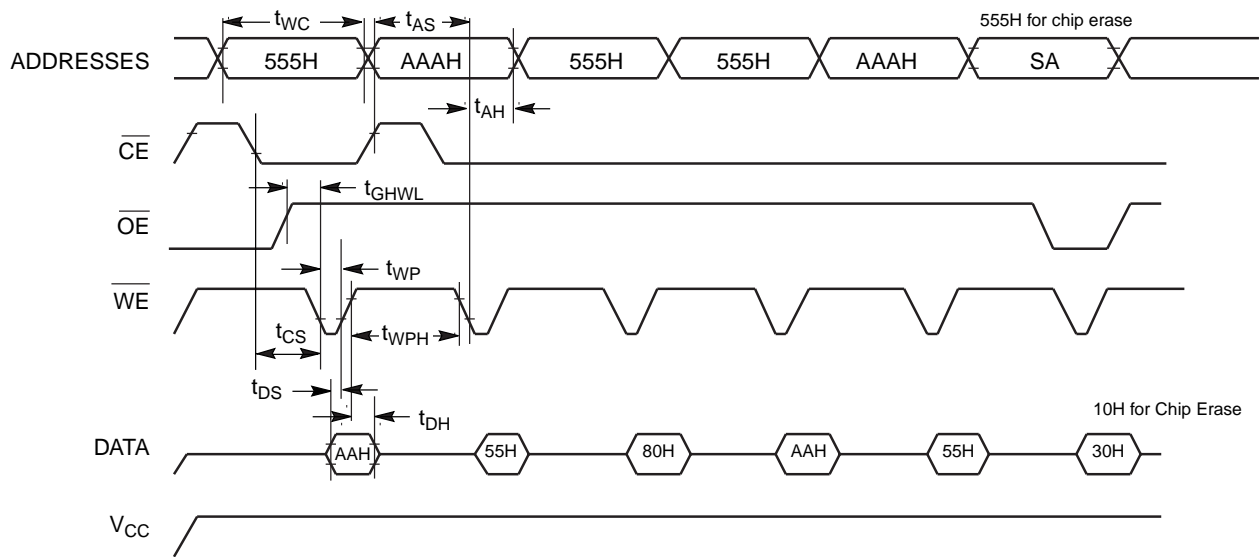 tWC
tAS
555H for chip erase
ADDRESSES
555H
AAAH
555H
555H
AAAH
SA
tAH
CE
tGHWL
OE
tWP
WE
tCS
tWPH
tDS
tDH
10H for Chip Erase
DATA
AAH
55H
80H
AAH
55H
30H
VCC